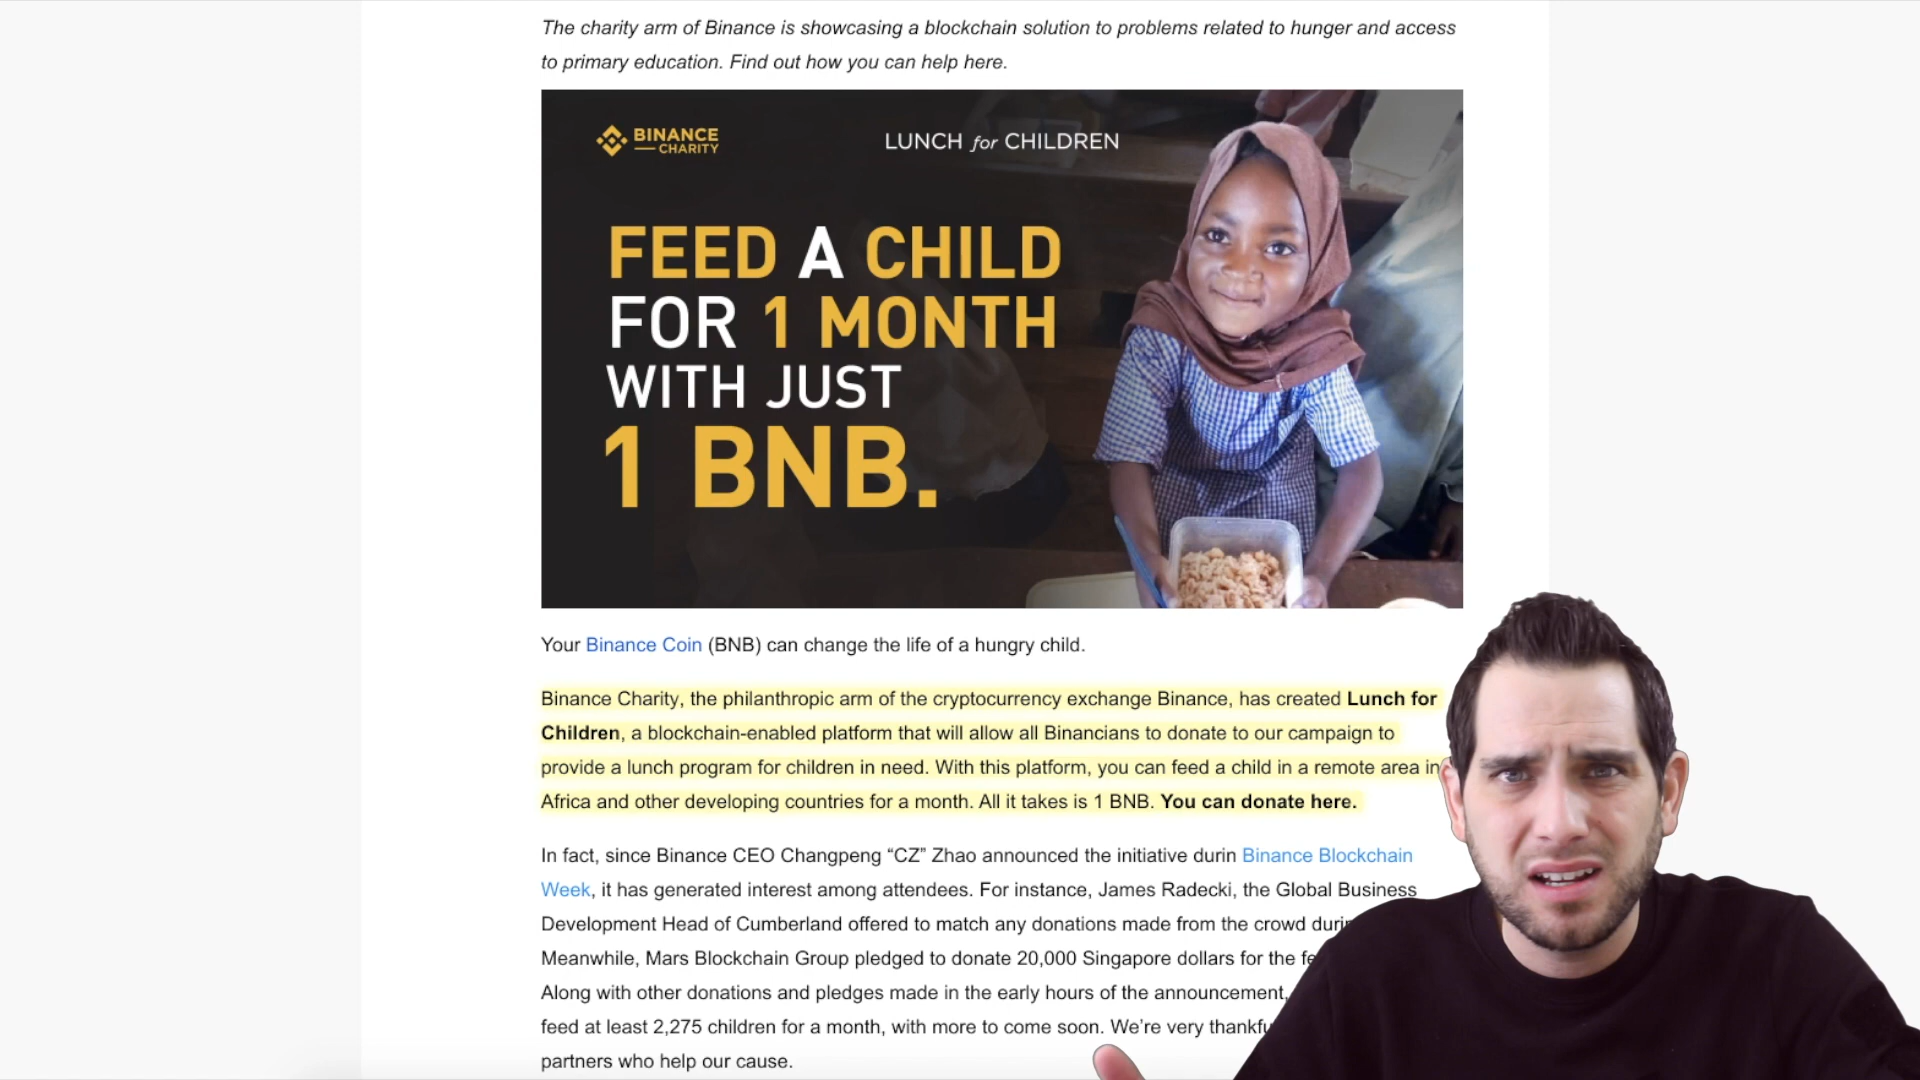 The charity arm of Binance is showcasing a blockchain solution to problems related to hunger and access
to primary education. Find out how you can help here.
BINANCE
CHARITY
LUNCH for CHILDREN
FEED A CHILD
FOR 1 MONTH
WITH JUST
1 BNB.
Your Binance Coin (BNB) can change the life of a hungry child.
Binance Charity, the philanthropic arm of the cryptocurrency exchange Binance, has created Lunch for
Children, a blockchain-enabled platform that will allow all Binancians to donate to our campaign to
provide a lunch program for children in need. With this platform, you can feed a child in a remote area in
Africa and other developing countries for a month. All it takes is 1 BNB. You can donate here.
In fact, since Binance CEO Changpeng “CZ” Zhao announced the initiative durin Binance Blockchain
Week, it has generated interest among attendees. For instance, James Radecki, the Global Business
Development Head of Cumberland offered to match any donations made from the crowd
Meanwhile, Mars Blockchain Group pledged to donate 20,000 Singapore dollars for the
Along with other donations and pledges made in the early hours of the announcement,
feed at least 2,275 children for a month, with more to come soon. We’re very
partners who help our cause.